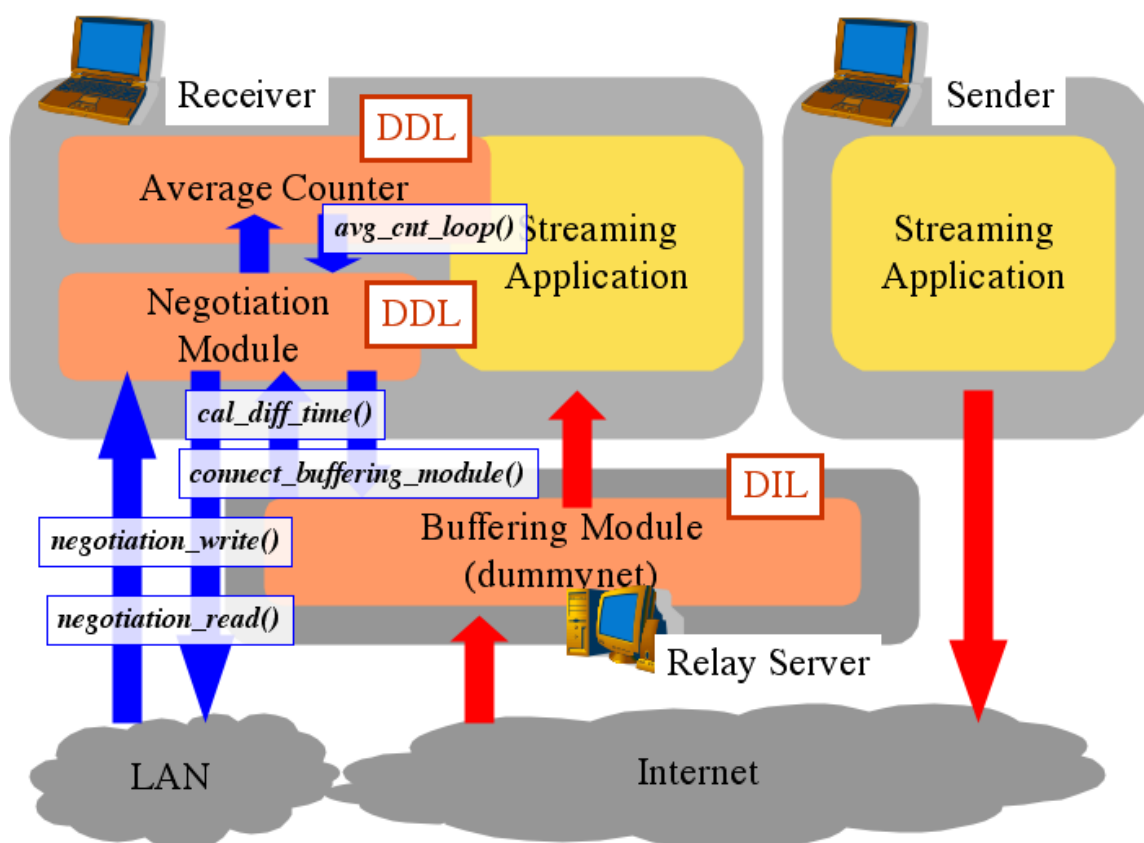 Receiver
Sender
DDL
Average Counter
avg_cnt_loop()
Streaming
Application
Streaming
Application
Negotiation
Module
DDL
cal_diff_time()
connect_buffering_module()
DIL
Buffering Module
(dummynet)
negotiation_write()
negotiation_read()
Relay Server
LAN
Internet